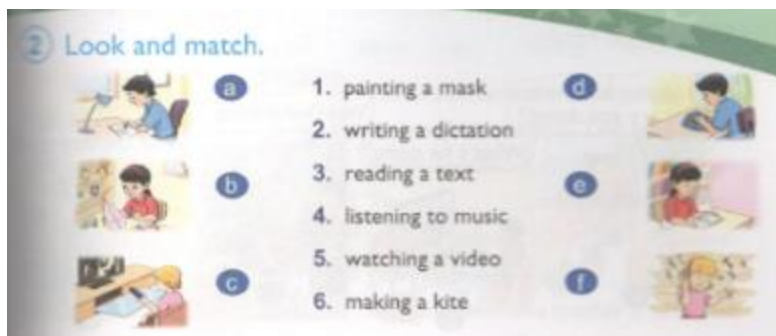 2 Look and match.
a 1. painting a mask d
2. writing a dictation
b 3. reading a text e
4. listening to music
5. watching a video
c 6. making a kite f